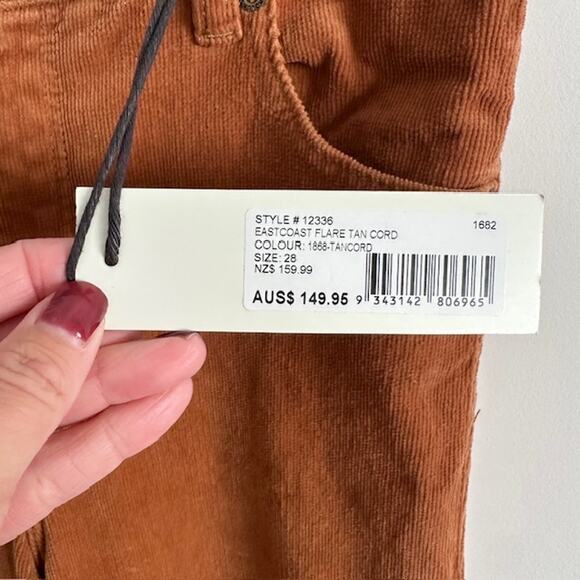 STYLE # 12336 1682
EASTCOAST FLARE TAN CORD
COLOUR: 1868-TANCORD
SIZE: 28
NZ$ 159.99
AUS$ 149.95 9 343142 806965